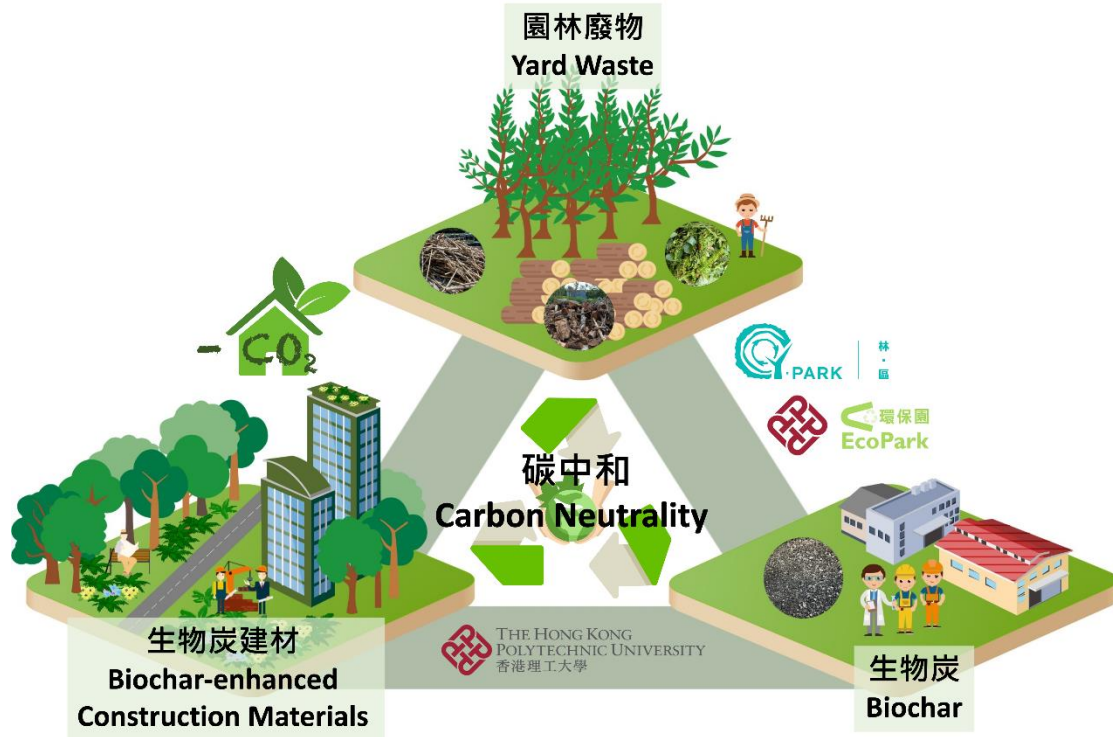 園林廢物
Yard Waste
- CO₂
Y·PARK
林·區
環保園
EcoPark
碳中和
Carbon Neutrality
生物炭建材
Biochar-enhanced
Construction Materials
THE HONG KONG
POLYTECHNIC UNIVERSITY
香港理工大學
生物炭
Biochar